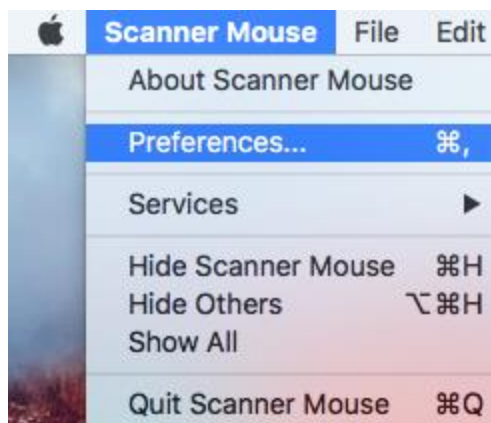 Scanner Mouse File Edit
About Scanner Mouse
Preferences... ⌘,
Services ▶
Hide Scanner Mouse ⌘H
Hide Others ⌥⌘H
Show All
Quit Scanner Mouse ⌘Q